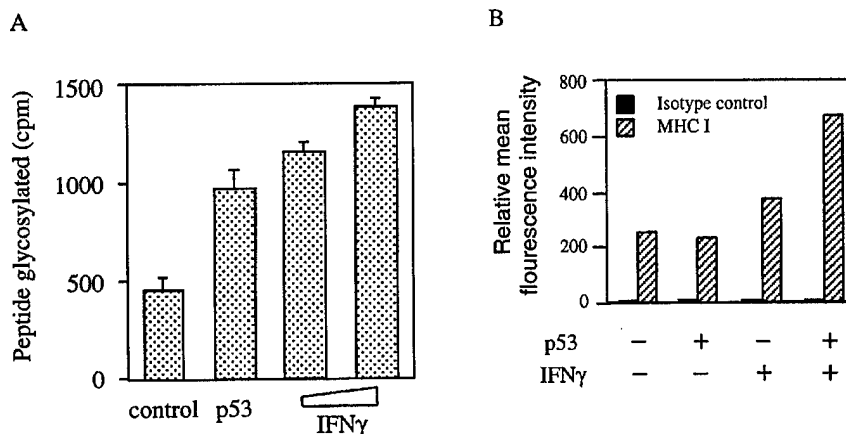 A
Peptide glycosylated (cpm)
1500
1000
500
0
control p53 IFNγ
B
Relative mean
flourescence intensity
800
600
400
200
0
Isotype control
MHC I
p53 − + − +
IFNγ − − + +